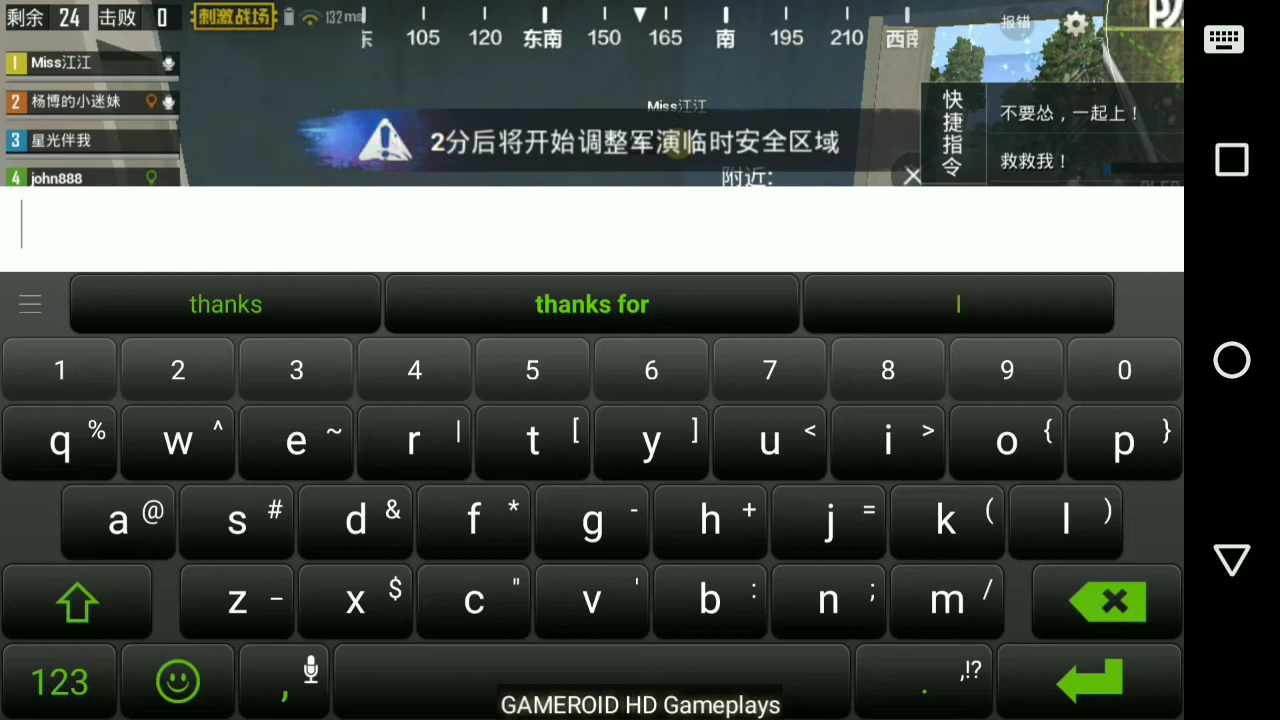 剩余 24 击败 0
刺激战场 132ms
东 105 120 东南 150 165 南 195 210 西南
报错
1 Miss江江
2 杨博的小迷妹
3 星光伴我
4 john888
Miss江江
2分后将开始调整军演临时安全区域
附近:
快捷指令
不要怂，一起上！
救救我！
thanks thanks for I
1 2 3 4 5 6 7 8 9 0
q % w ^ e ~ r | t [ y ] u < i > o { p }
a @ s # d & f * g - h + j = k ( l )
z _ x $ c " v ' b : n ; m /
123 , . ,!?
GAMEROID HD Gameplays